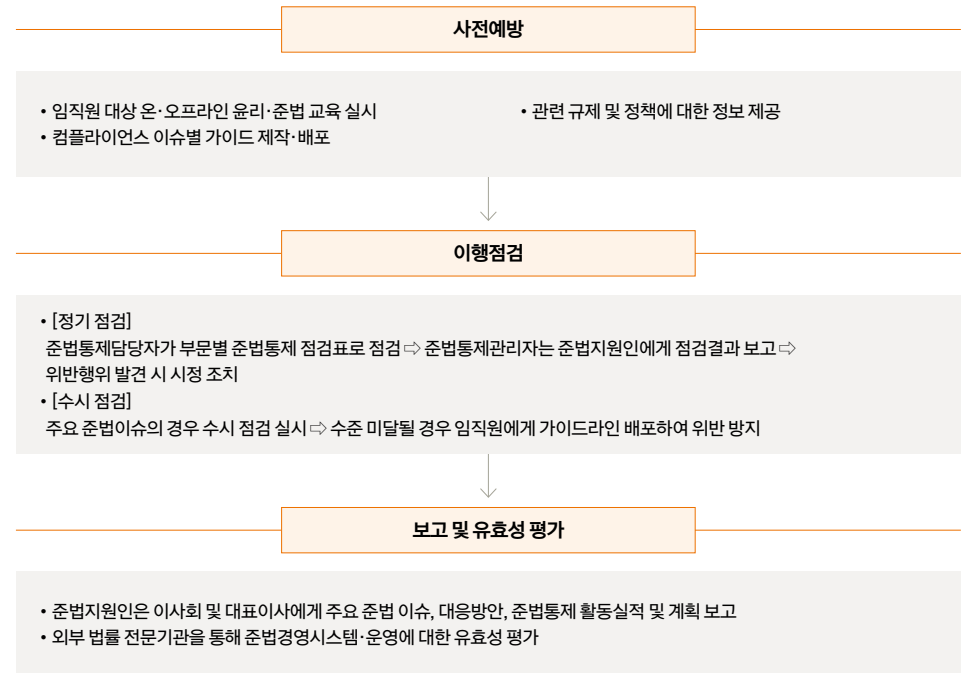 사전예방
• 임직원 대상 온·오프라인 윤리·준법 교육 실시
• 컴플라이언스 이슈별 가이드 제작·배포
• 관련 규제 및 정책에 대한 정보 제공
이행점검
• [정기 점검]
준법통제담당자가 부문별 준법통제 점검표로 점검 ⇨ 준법통제관리자는 준법지원인에게 점검결과 보고 ⇨
위반행위 발견 시 시정 조치
• [수시 점검]
주요 준법이슈의 경우 수시 점검 실시 ⇨ 수준 미달될 경우 임직원에게 가이드라인 배포하여 위반 방지
보고 및 유효성 평가
• 준법지원인은 이사회 및 대표이사에게 주요 준법 이슈, 대응방안, 준법통제 활동실적 및 계획 보고
• 외부 법률 전문기관을 통해 준법경영시스템·운영에 대한 유효성 평가